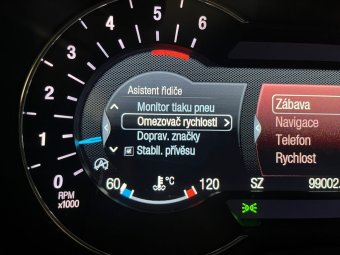 6
5
4
3
2
1
0
RPM
x1000
Asistent řidiče
Monitor tlaku pneu
Omezovač rychlosti
Doprav. značky
Stabil. přívěsu
60
°C
120
Zábava
Navigace
Telefon
Rychlost
SZ
99002.